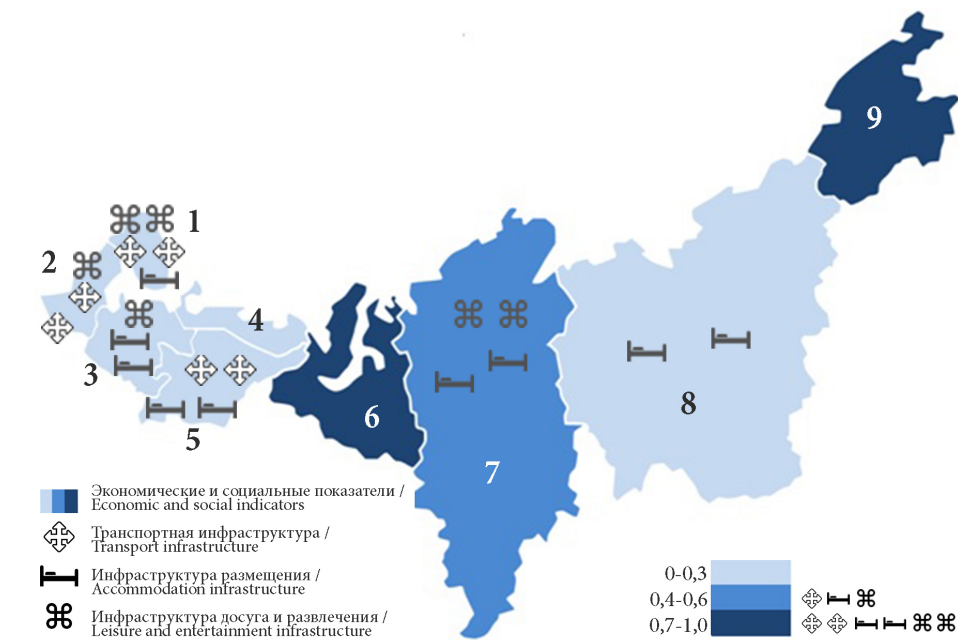 9
1
2
4
3
5
6
7
8
Экономические и социальные показатели /
Economic and social indicators
Транспортная инфраструктура /
Transport infrastructure
Инфраструктура размещения /
Accommodation infrastructure
Инфраструктура досуга и развлечения /
Leisure and entertainment infrastructure
0-0,3
0,4-0,6
0,7-1,0